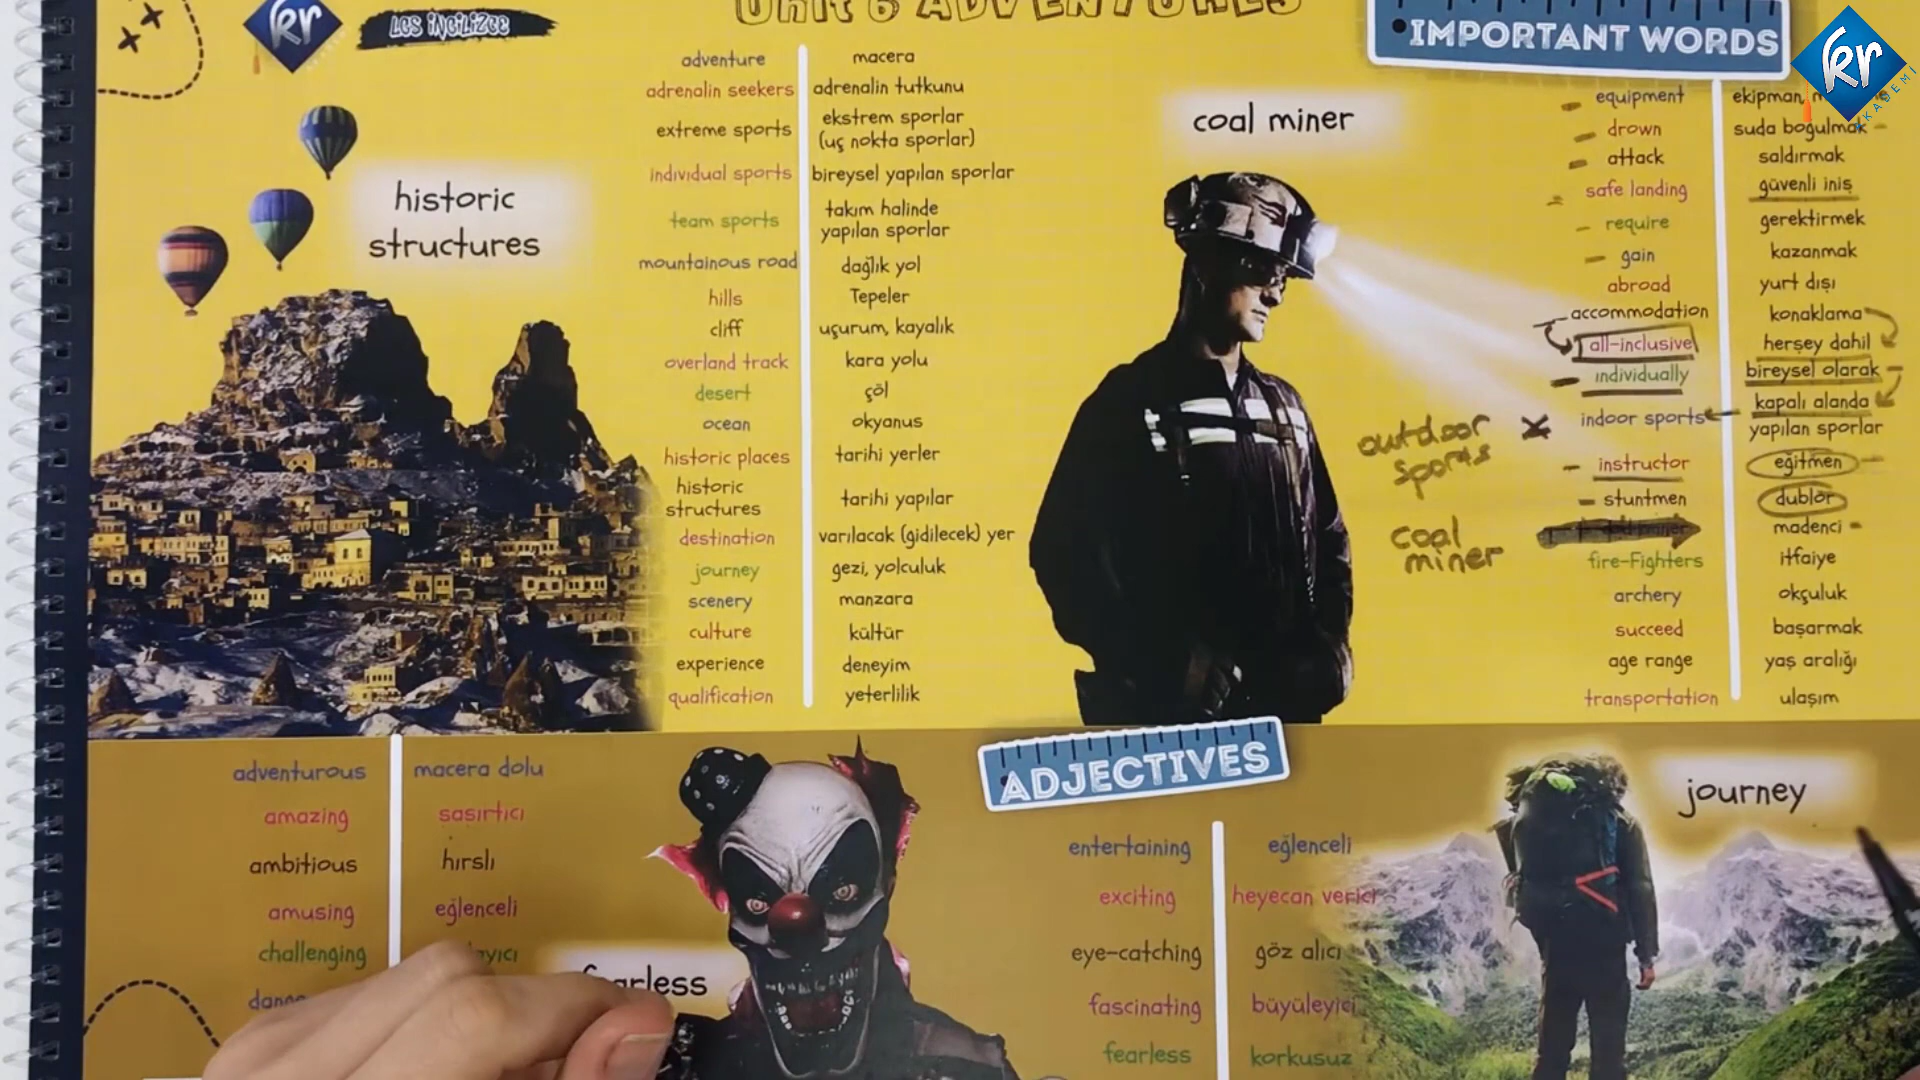 kr
LGS İNGİLİZCE
Unit 6 ADVENTURES
IMPORTANT WORDS
kr
AKADEMİ
historic
structures
adventure macera
adrenalin seekers adrenalin tutkunu
extreme sports ekstrem sporlar
(uç nokta sporlar)
individual sports bireysel yapılan sporlar
team sports takım halinde
yapılan sporlar
mountainous road dağlık yol
hills Tepeler
cliff uçurum, kayalık
overland track kara yolu
desert çöl
ocean okyanus
historic places tarihi yerler
historic
structures tarihi yapılar
destination varılacak (gidilecek) yer
journey gezi, yolculuk
scenery manzara
culture kültür
experience deneyim
qualification yeterlilik
coal miner
outdoor
sports
coal
miner
equipment ekipman,
drown suda boğulmak
attack saldırmak
safe landing güvenli iniş
require gerektirmek
gain kazanmak
abroad yurt dışı
accommodation konaklama
all-inclusive herşey dahil
individually bireysel olarak
indoor sports kapalı alanda
yapılan sporlar
instructor eğitmen
stuntmen dublör
madenci
fire-Fighters itfaiye
archery okçuluk
succeed başarmak
age range yaş aralığı
transportation ulaşım
ADJECTIVES
adventurous macera dolu
amazing şaşırtıcı
ambitious hırslı
amusing eğlenceli
challenging
fearless
entertaining eğlenceli
exciting heyecan verici
eye-catching göz alıcı
fascinating büyüleyici
fearless korkusuz
journey